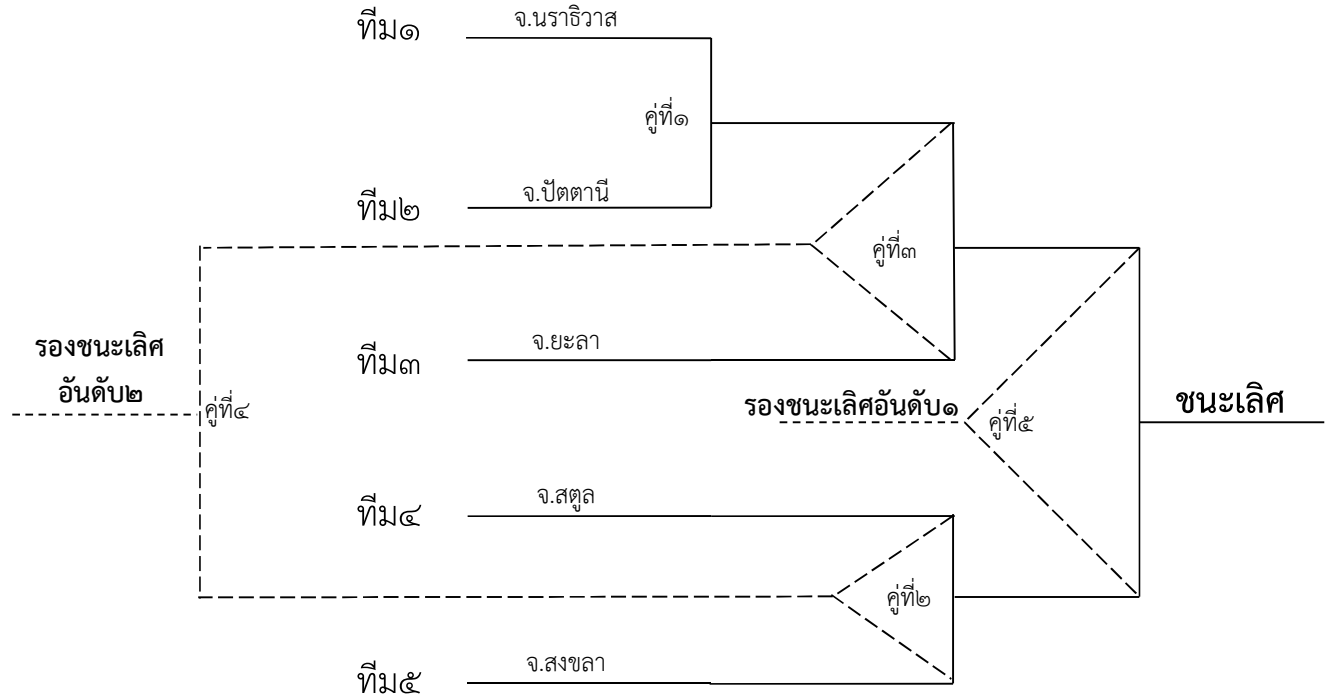 ทีม๑
จ.นราธิวาส
คู่ที่๑
ทีม๒
จ.ปัตตานี
คู่ที่๓
รองชนะเลิศ
อันดับ๒
ทีม๓
จ.ยะลา
คู่ที่๔
รองชนะเลิศอันดับ๑
คู่ที่๕
ชนะเลิศ
ทีม๔
จ.สตูล
คู่ที่๒
ทีม๕
จ.สงขลา